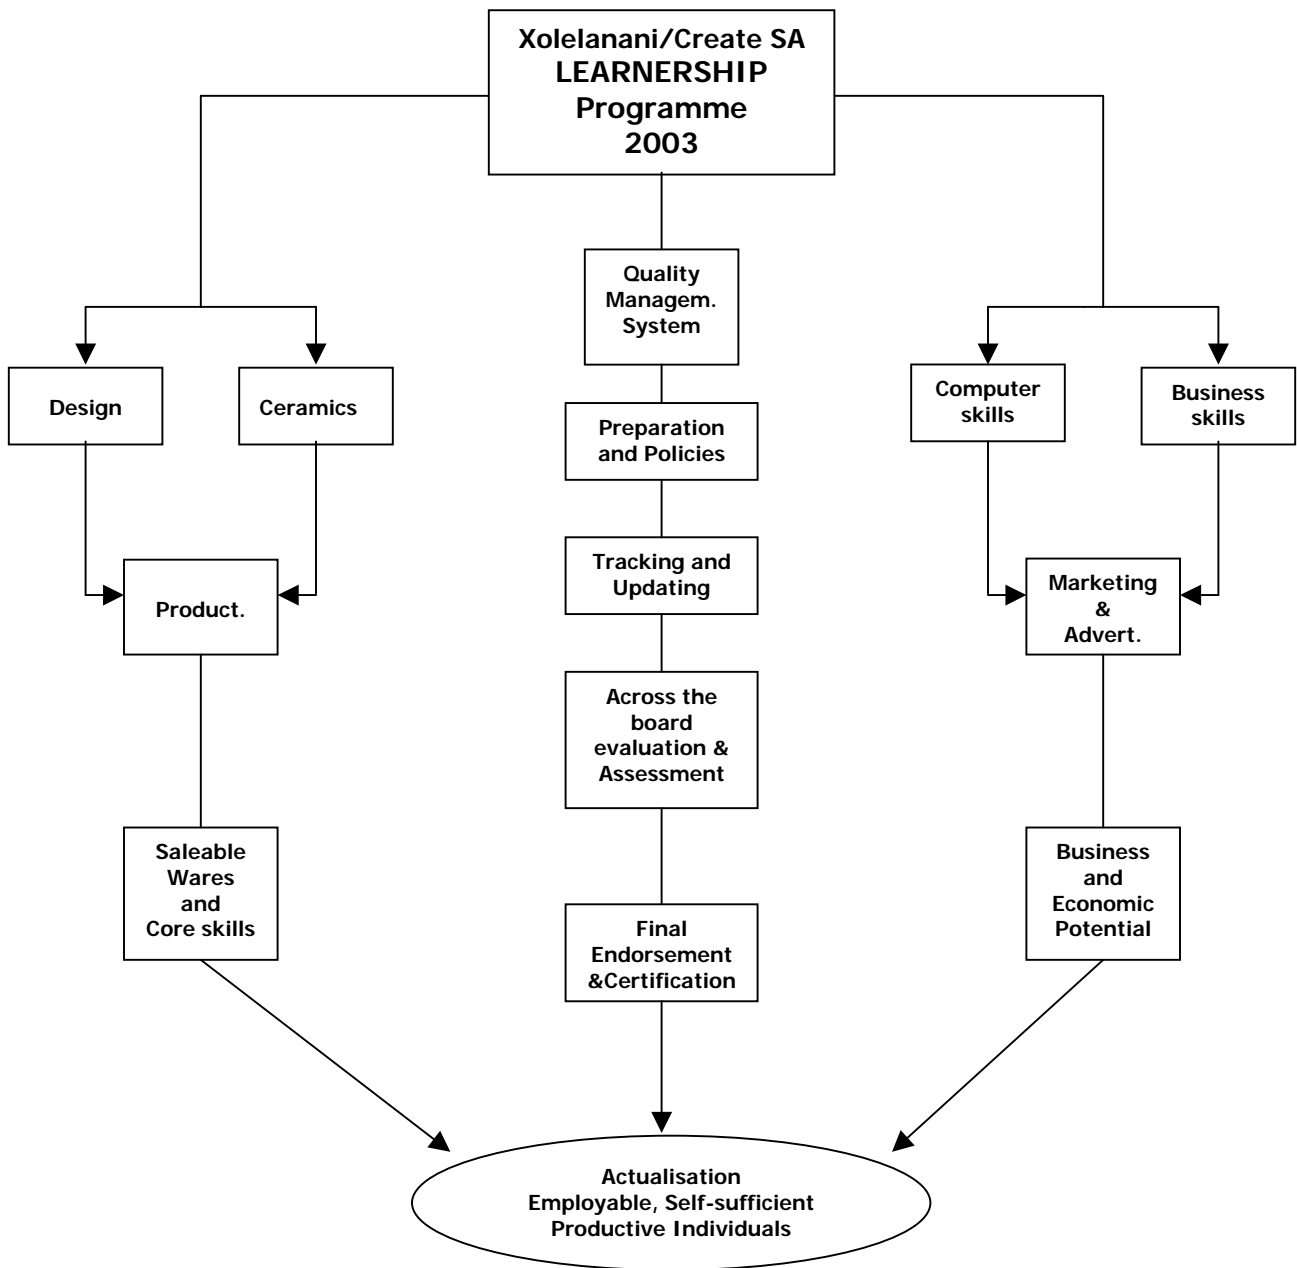 Xolelanani/Create SA
LEARNERSHIP
Programme
2003
Quality
Managem.
System
Design
Ceramics
Computer
skills
Business
skills
Preparation
and Policies
Tracking and
Updating
Product.
Marketing
&
Advert.
Across the
board
evaluation &
Assessment
Saleable
Wares
and
Core skills
Business
and
Economic
Potential
Final
Endorsement
&Certification
Actualisation
Employable, Self-sufficient
Productive Individuals